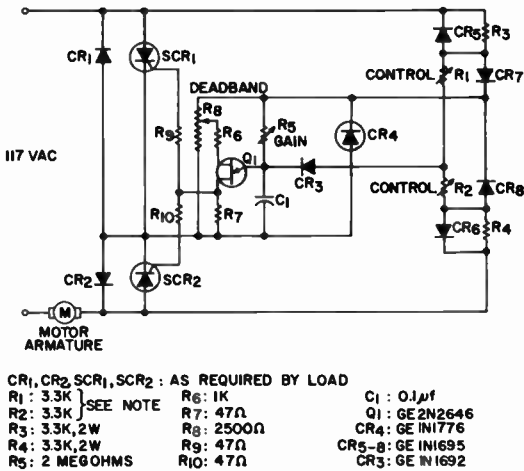 CR1
SCR1
CR5
R3
DEADBAND
CONTROL
R1
CR7
R8
R9
R6
R5
GAIN
CR4
Q1
117 VAC
CR3
CONTROL
R2
CR8
R10
R7
C1
CR6
R4
CR2
SCR2
M
MOTOR
ARMATURE
CR1, CR2, SCR1, SCR2 : AS REQUIRED BY LOAD
R1: 3.3K } SEE NOTE R6: 1K C1: 0.1µf
R2: 3.3K R7: 47Ω Q1: GE2N2646
R3: 3.3K, 2W R8: 2500Ω CR4: GE IN1776
R4: 3.3K, 2W R9: 47Ω CR5-8: GE IN1695
R5: 2 MEGOHMS R10: 47Ω CR3: GE IN1692